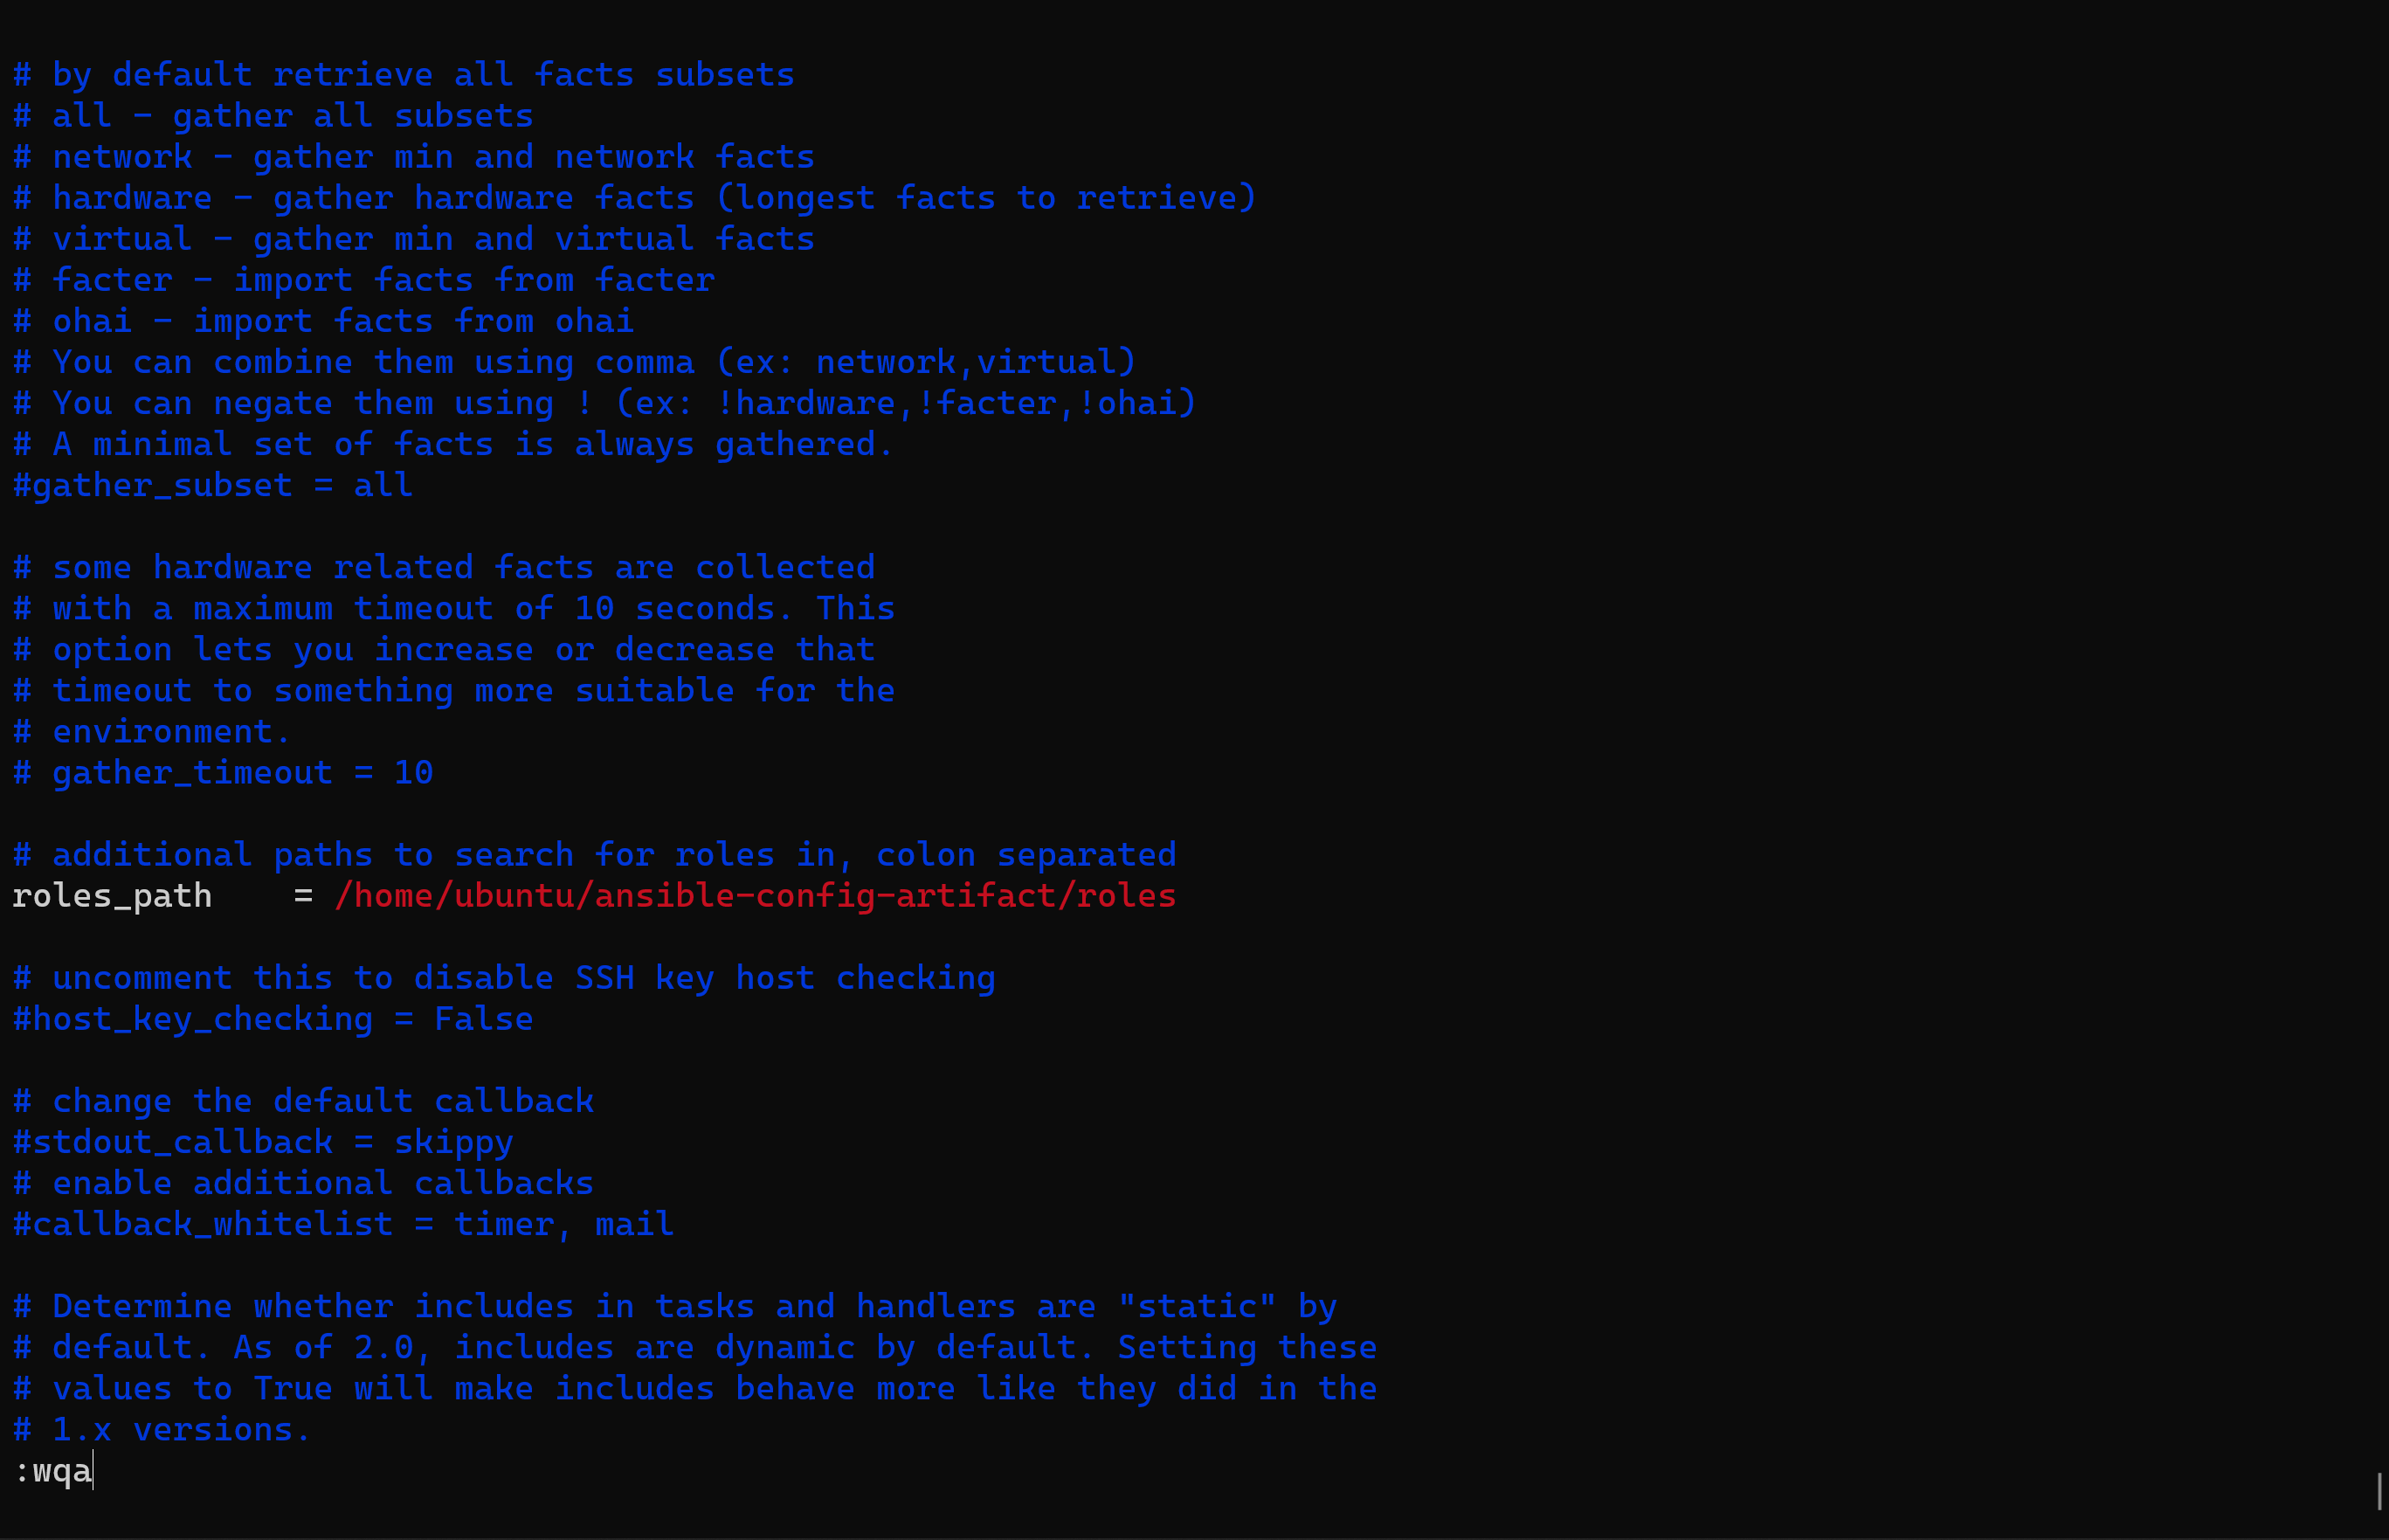 # by default retrieve all facts subsets
# all - gather all subsets
# network - gather min and network facts
# hardware - gather hardware facts (longest facts to retrieve)
# virtual - gather min and virtual facts
# facter - import facts from facter
# ohai - import facts from ohai
# You can combine them using comma (ex: network,virtual)
# You can negate them using ! (ex: !hardware,!facter,!ohai)
# A minimal set of facts is always gathered.
#gather_subset = all

# some hardware related facts are collected
# with a maximum timeout of 10 seconds. This
# option lets you increase or decrease that
# timeout to something more suitable for the
# environment.
# gather_timeout = 10

# additional paths to search for roles in, colon separated
roles_path    = /home/ubuntu/ansible-config-artifact/roles

# uncomment this to disable SSH key host checking
#host_key_checking = False

# change the default callback
#stdout_callback = skippy
# enable additional callbacks
#callback_whitelist = timer, mail

# Determine whether includes in tasks and handlers are "static" by
# default. As of 2.0, includes are dynamic by default. Setting these
# values to True will make includes behave more like they did in the
# 1.x versions.
:wqa